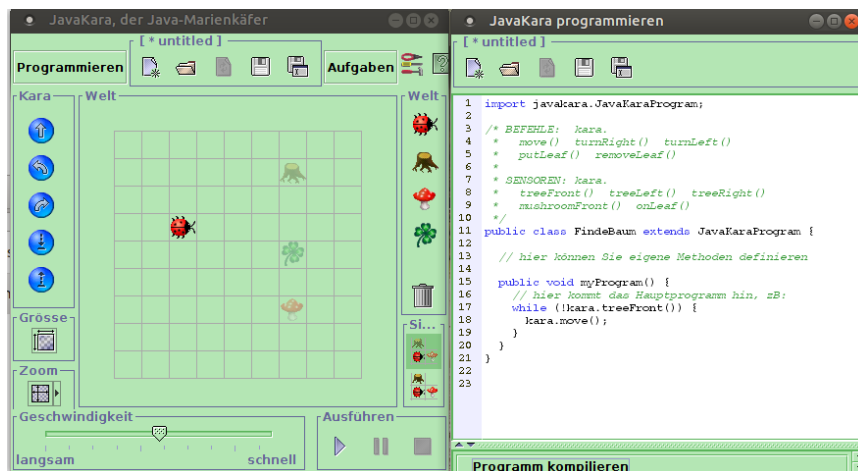 JavaKara, der Java-Marienkäfer
[ * untitled ]
Programmieren
Aufgaben
Kara
Welt
Welt
Grösse
Zoom
Si...
Geschwindigkeit
langsam
schnell
Ausführen
JavaKara programmieren
[ * untitled ]
1 import javakara.JavaKaraProgram;
2
3 /* BEFEHLE: kara.
4 * move() turnRight() turnLeft()
5 * putLeaf() removeLeaf()
6 *
7 * SENSOREN: kara.
8 * treeFront() treeLeft() treeRight()
9 * mushroomFront() onLeaf()
10 */
11 public class FindeBaum extends JavaKaraProgram {
12
13 // hier können Sie eigene Methoden definieren
14
15 public void myProgram() {
16 // hier kommt das Hauptprogramm hin, zB:
17 while (!kara.treeFront()) {
18 kara.move();
19 }
20 }
21 }
22
23
Programm kompilieren